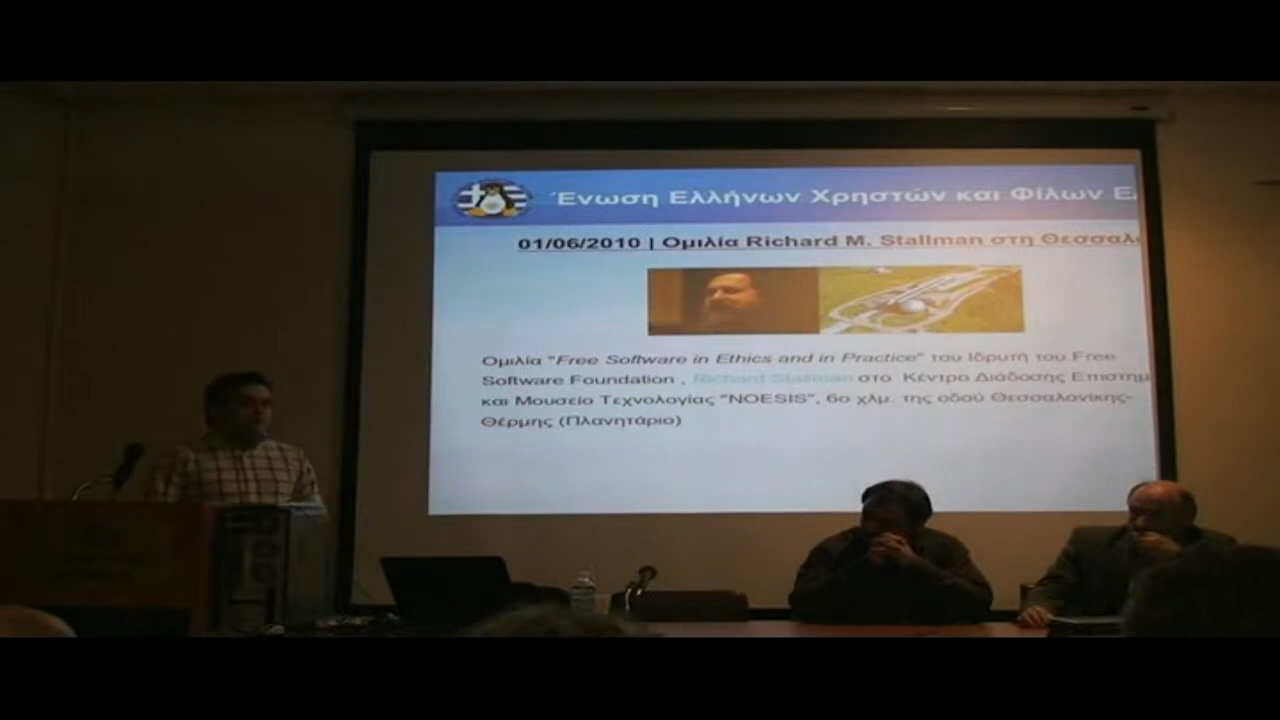 Ένωση Ελλήνων Χρηστών και Φίλων
01/06/2010 | Ομιλία Richard M. Stallman στη
Ομιλία "Free Software in Ethics and in Practice" του Ιδρυτή του Free
Software Foundation , Richard Stallman στο Κέντρο Διάδοσης
και Μουσείο Τεχνολογίας "NOESIS", 6ο χλμ. της οδού Θεσσαλονίκης-
Θέρμης (Πλανητάριο)